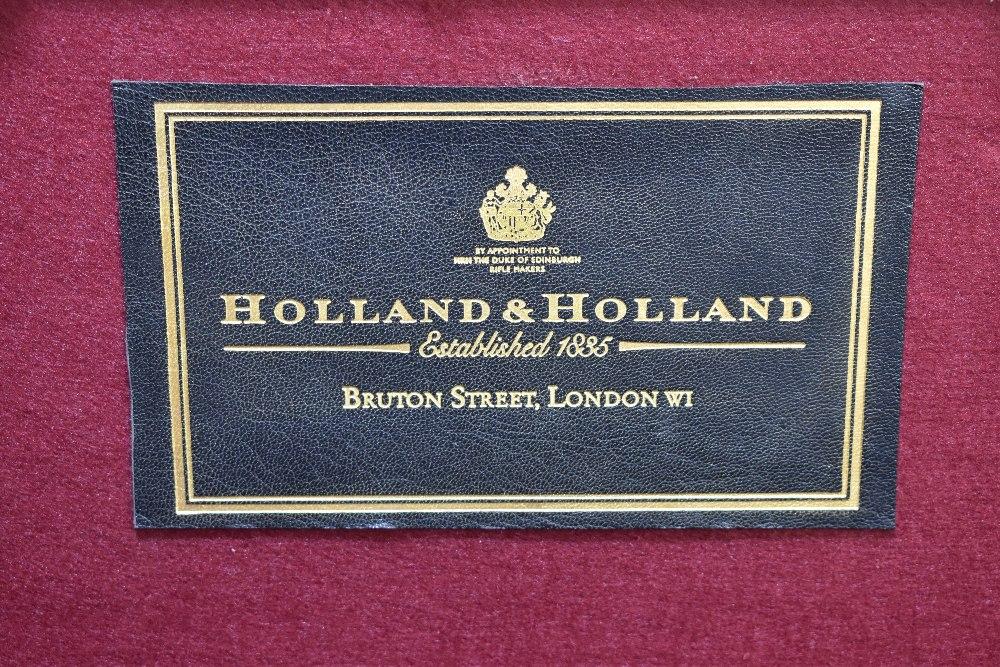 BY APPOINTMENT TO
HRH THE DUKE OF EDINBURGH
RIFLE MAKERS
HOLLAND & HOLLAND
Established 1835
BRUTON STREET, LONDON W1